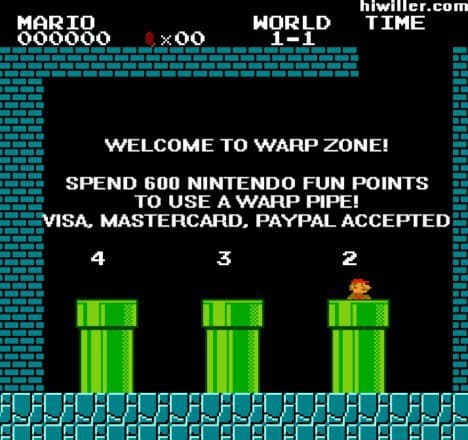 hiwiller.com
MARIO WORLD TIME
000000 x00 1-1
WELCOME TO WARP ZONE!
SPEND 600 NINTENDO FUN POINTS
TO USE A WARP PIPE!
VISA, MASTERCARD, PAYPAL ACCEPTED
4 3 2